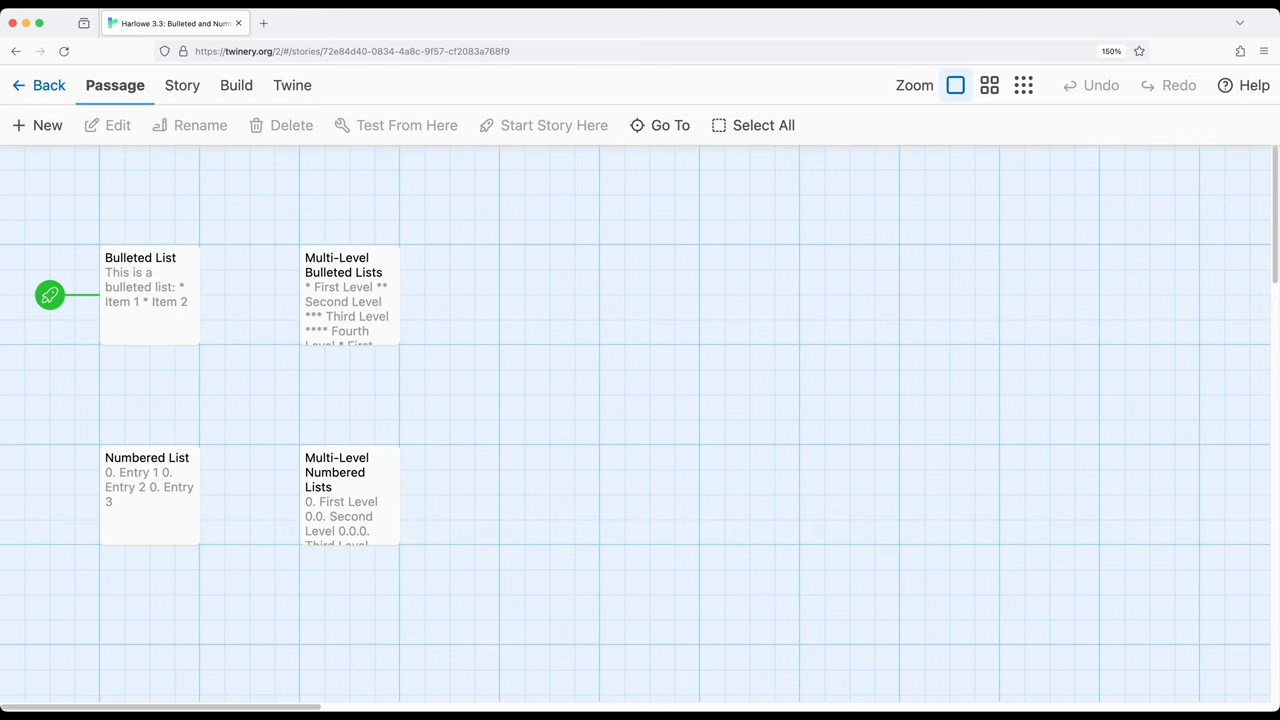 Harlowe 3.3: Bulleted and Num
https://twinery.org/2/#/stories/72e84d40-0834-4a8c-9f57-cf2083a768f9
150%
Back
Passage
Story
Build
Twine
Zoom
Undo
Redo
Help
New
Edit
Rename
Delete
Test From Here
Start Story Here
Go To
Select All
Bulleted List
This is a
bulleted list: *
Item 1 * Item 2
Multi-Level
Bulleted Lists
* First Level **
Second Level
*** Third Level
**** Fourth
Level * First
Numbered List
0. Entry 1 0.
Entry 2 0. Entry
3
Multi-Level
Numbered
Lists
0. First Level
0.0. Second
Level 0.0.0.
Third Level